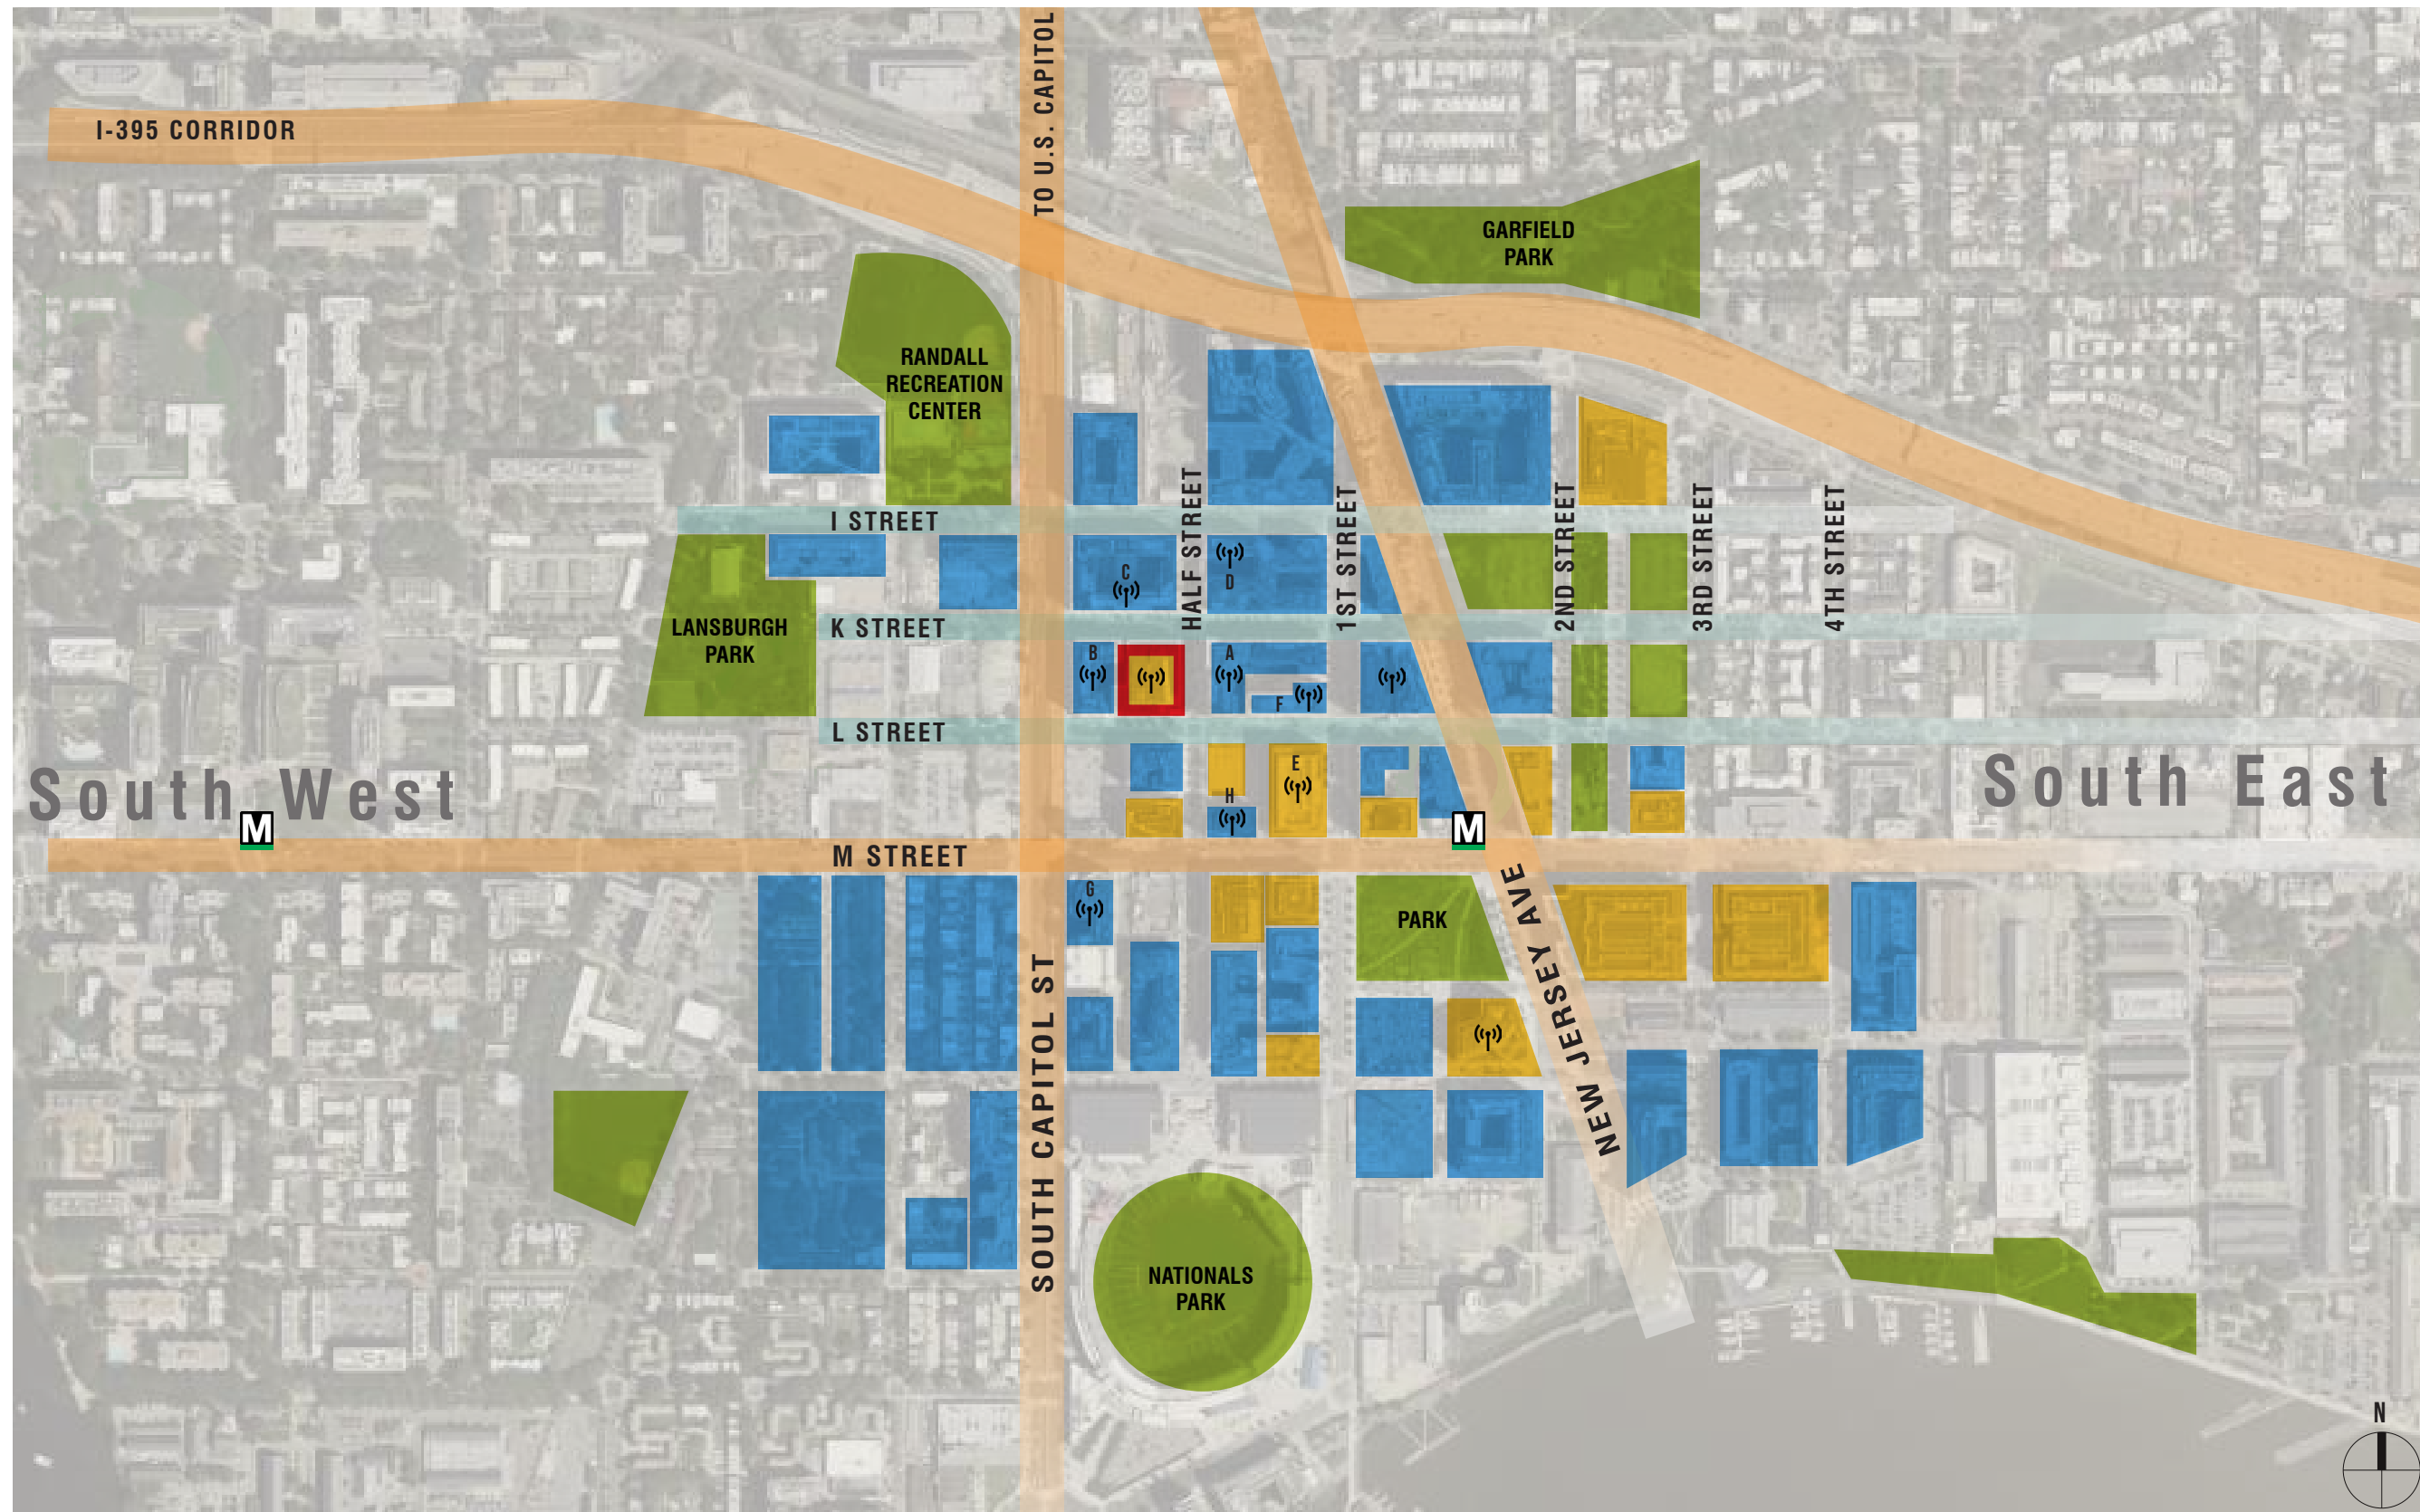 TO U.S. CAPITOL
I-395 CORRIDOR
GARFIELD
PARK
RANDALL
RECREATION
CENTER
I STREET
HALF STREET
1ST STREET
2ND STREET
3RD STREET
4TH STREET
C
D
LANSBURGH
PARK
K STREET
B
A
F
L STREET
South West
E
H
South East
M
M
M STREET
G
PARK
NEW JERSEY AVE
SOUTH CAPITOL ST
NATIONALS
PARK
N